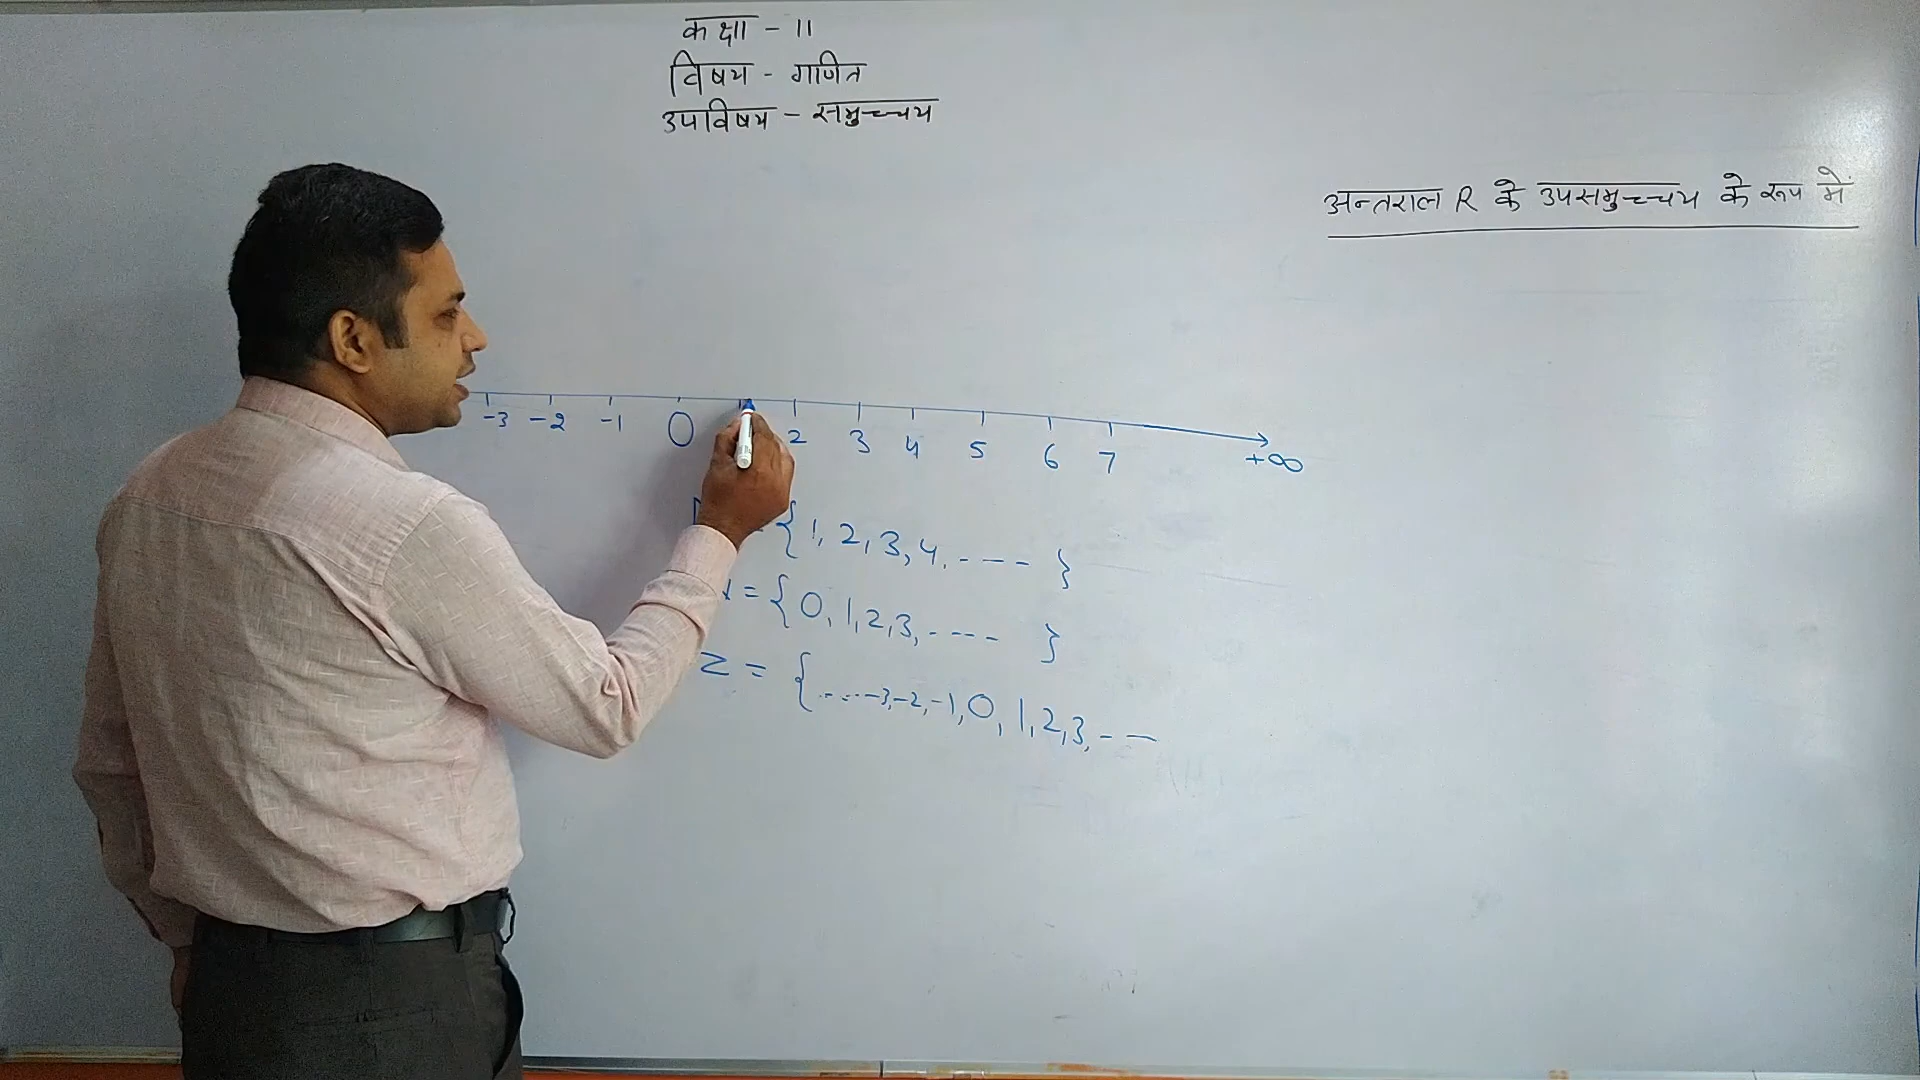 कक्षा - 11
विषय - गणित
उपविषय - समुच्चय
अन्तराल R के उपसमुच्चय के रूप में
-3 -2 -1 0 2 3 4 5 6 7 +∞
= { 1, 2, 3, 4, ---- }
= { 0, 1, 2, 3, ---- }
Z = { .....-3, -2, -1, 0, 1, 2, 3, --